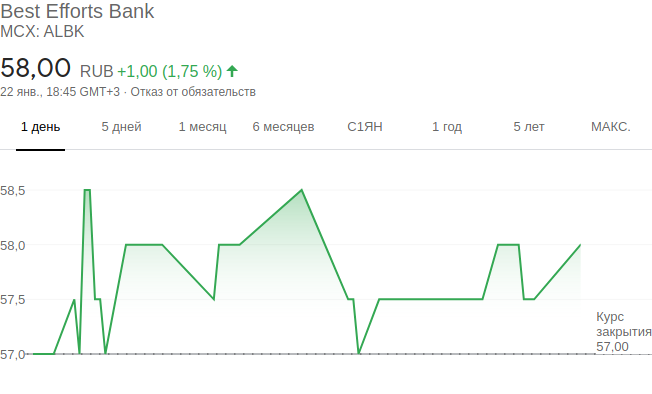 Best Efforts Bank
MCX: ALBK
58,00 RUB +1,00 (1,75 %)
22 янв., 18:45 GMT+3 · Отказ от обязательств
1 день 5 дней 1 месяц 6 месяцев С1ЯН 1 год 5 лет МАКС.
58,5
58,0
57,5
57,0
Курс
закрытия
57,00